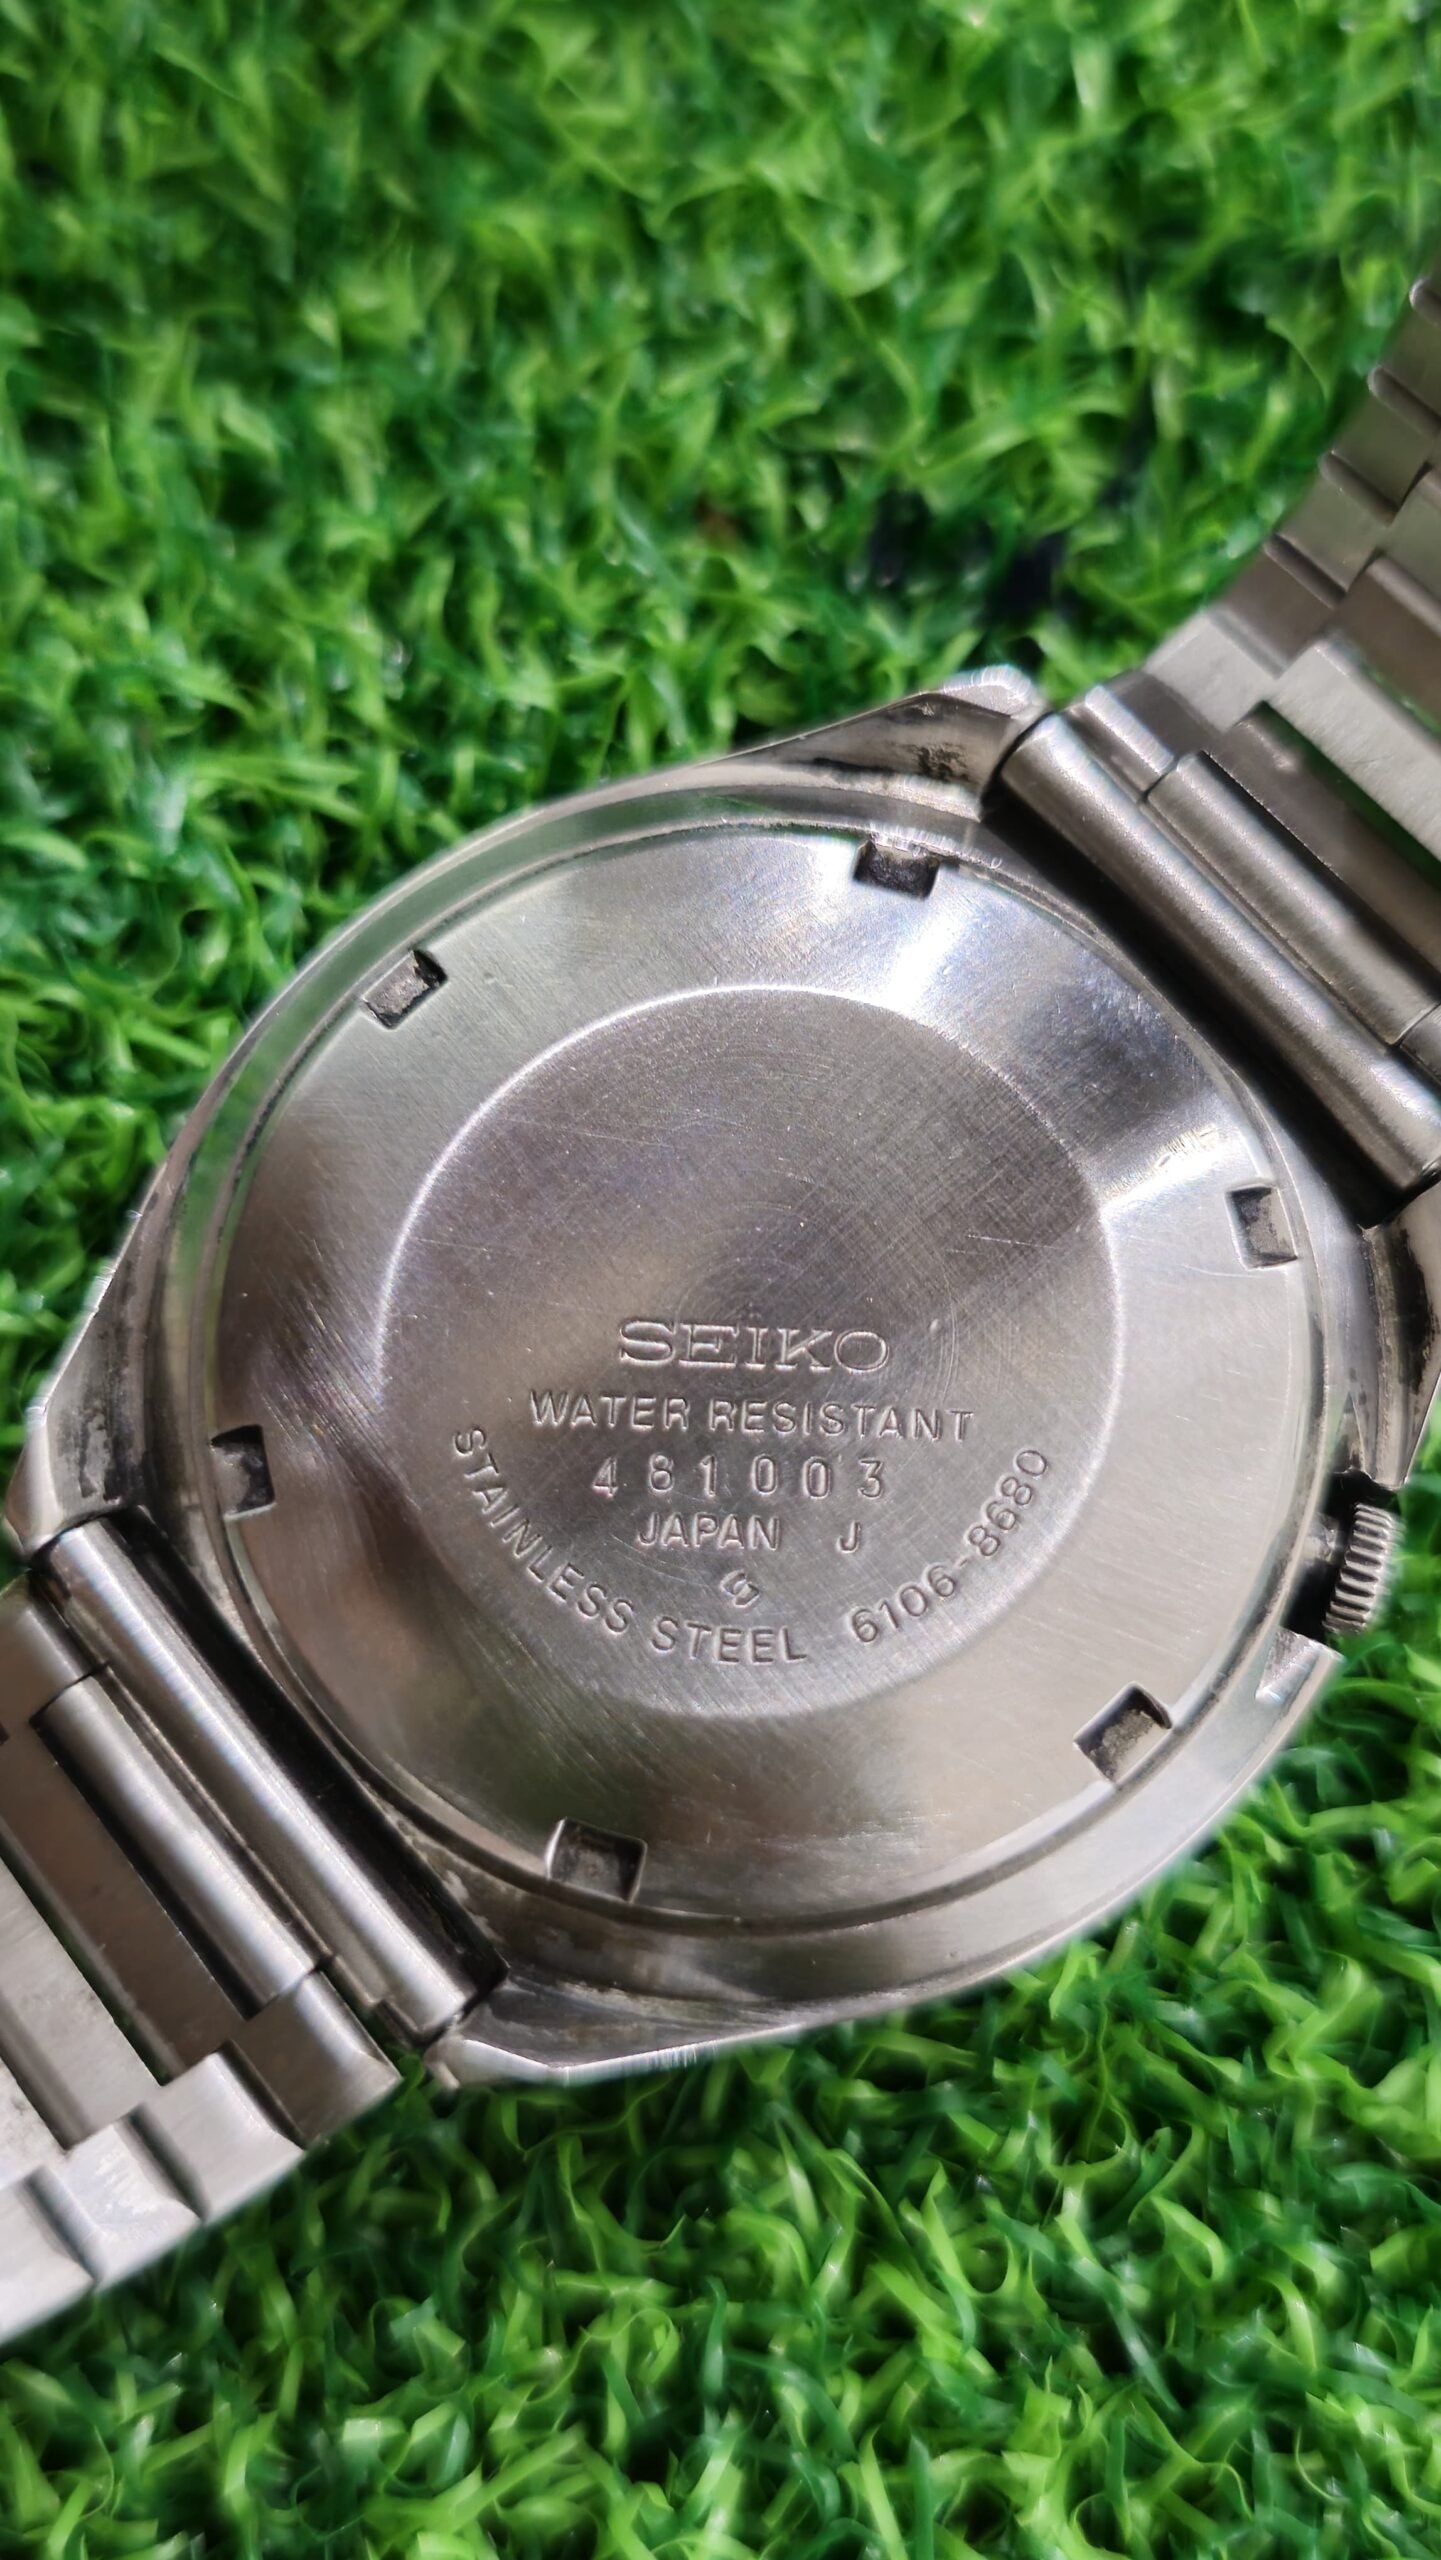 SEIKO
WATER RESISTANT
481003
JAPAN J
STAINLESS STEEL 6106-8680